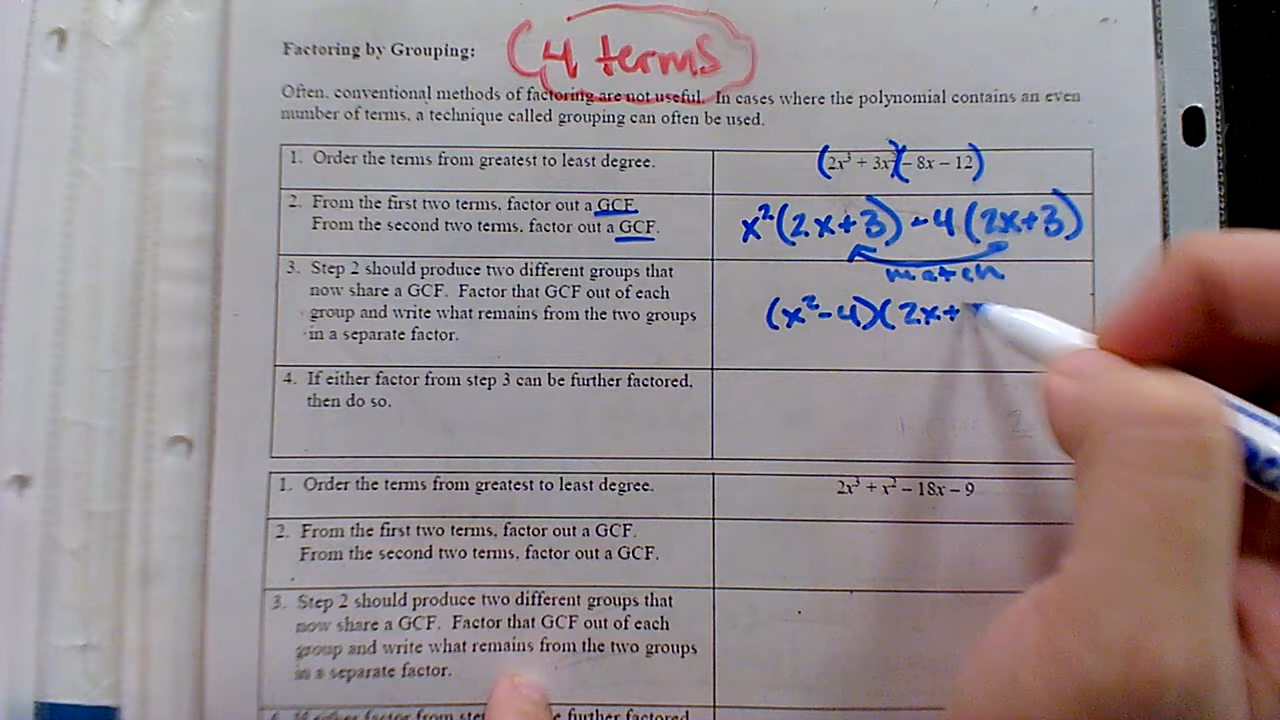 (4 terms)
Factoring by Grouping:
Often, conventional methods of factoring are not useful. In cases where the polynomial contains an even
number of terms, a technique called grouping can often be used.
1. Order the terms from greatest to least degree.
(2x³ + 3x²)(– 8x – 12)
2. From the first two terms, factor out a GCF.
From the second two terms, factor out a GCF.
x²(2x+3) -4(2x+3)
match
3. Step 2 should produce two different groups that
now share a GCF. Factor that GCF out of each
group and write what remains from the two groups
in a separate factor.
(x²-4)(2x+
4. If either factor from step 3 can be further factored,
then do so.
1. Order the terms from greatest to least degree.
2x³ + x² – 18x – 9
2. From the first two terms, factor out a GCF.
From the second two terms, factor out a GCF.
3. Step 2 should produce two different groups that
now share a GCF. Factor that GCF out of each
group and write what remains from the two groups
in a separate factor.
further factored